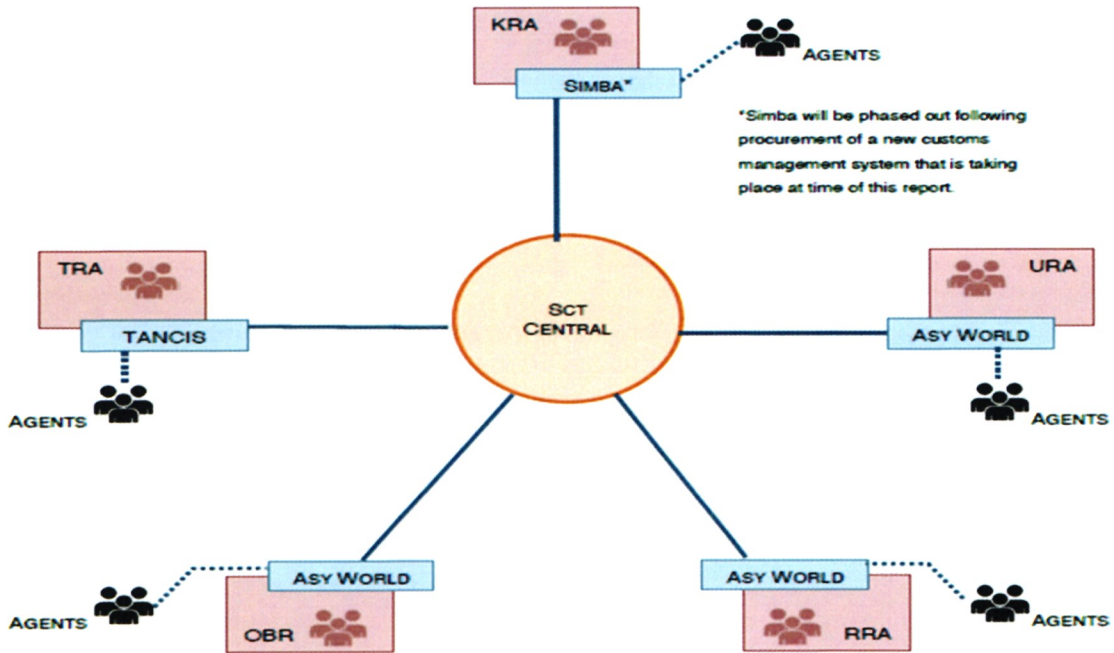 KRA
AGENTS
SIMBA*
*Simba will be phased out following
procurement of a new customs
management system that is taking
place at time of this report.
TRA
URA
SCT
CENTRAL
TANCIS
ASY WORLD
AGENTS
AGENTS
ASY WORLD
ASY WORLD
AGENTS
OBR
RRA
AGENTS